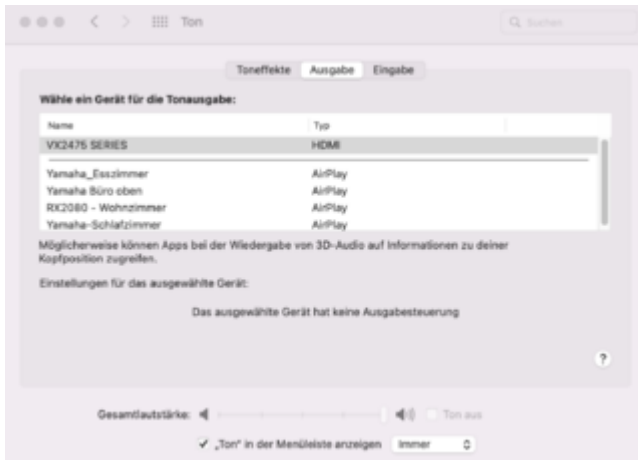 Ton
Suchen
Toneffekte Ausgabe Eingabe
Wähle ein Gerät für die Tonausgabe:
Name Typ
VX2475 SERIES HDMI
Yamaha_Esszimmer AirPlay
Yamaha Büro oben AirPlay
RX2080 - Wohnzimmer AirPlay
Yamaha-Schlafzimmer AirPlay
Möglicherweise können Apps bei der Wiedergabe von 3D-Audio auf Informationen zu deiner
Kopfposition zugreifen.
Einstellungen für das ausgewählte Gerät:
Das ausgewählte Gerät hat keine Ausgabesteuerung
?
Gesamtlautstärke: Ton aus
„Ton“ in der Menüleiste anzeigen Immer